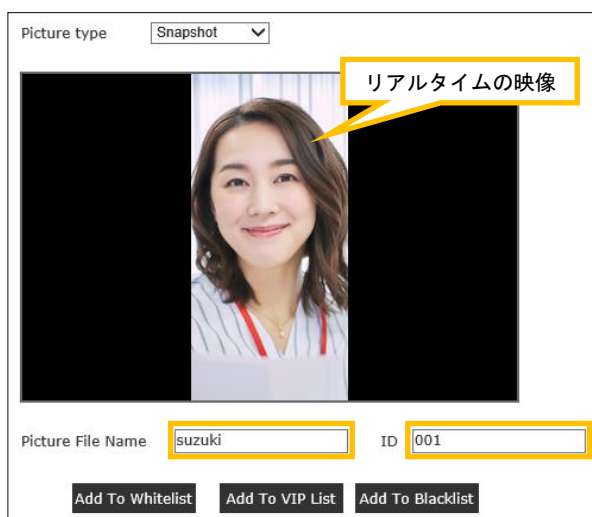 Picture type Snapshot
リアルタイムの映像
Picture File Name suzuki ID 001
Add To Whitelist Add To VIP List Add To Blacklist